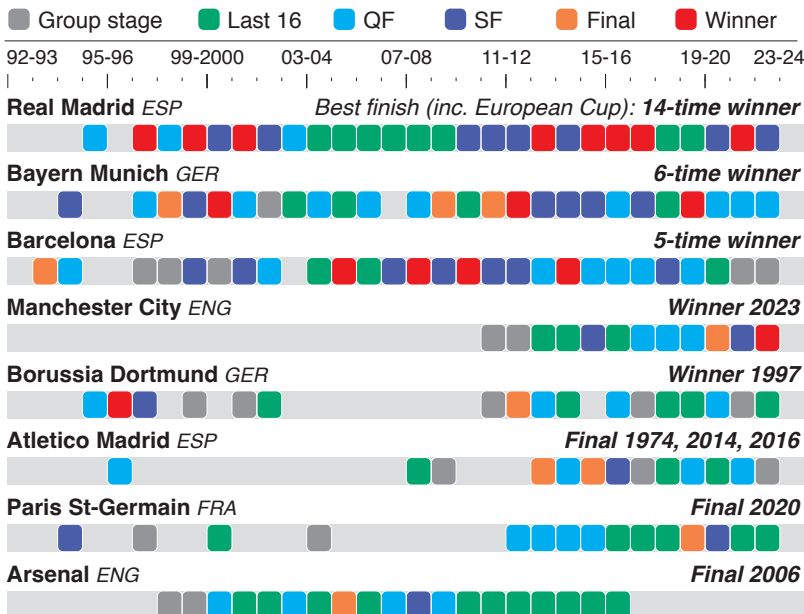 Group stage Last 16 QF SF Final Winner
92-93 95-96 99-2000 03-04 07-08 11-12 15-16 19-20 23-24
Real Madrid ESP Best finish (inc. European Cup): 14-time winner
Bayern Munich GER 6-time winner
Barcelona ESP 5-time winner
Manchester City ENG Winner 2023
Borussia Dortmund GER Winner 1997
Atletico Madrid ESP Final 1974, 2014, 2016
Paris St-Germain FRA Final 2020
Arsenal ENG Final 2006